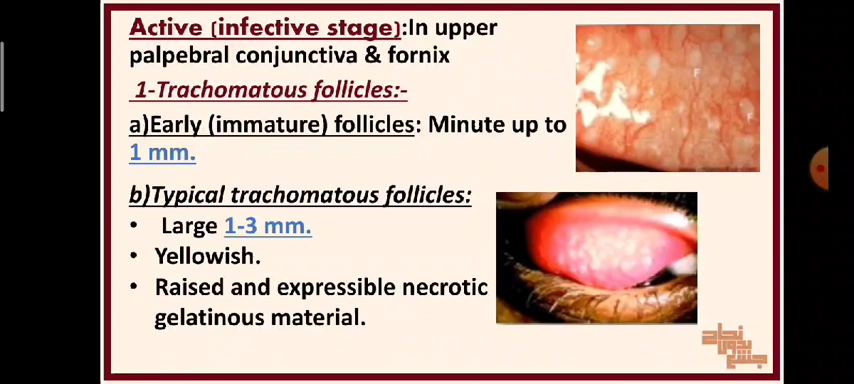 Active (infective stage):In upper
palpebral conjunctiva & fornix
1-Trachomatous follicles:-
a)Early (immature) follicles: Minute up to
1 mm.
b)Typical trachomatous follicles:
• Large 1-3 mm.
• Yellowish.
• Raised and expressible necrotic
gelatinous material.
F
F